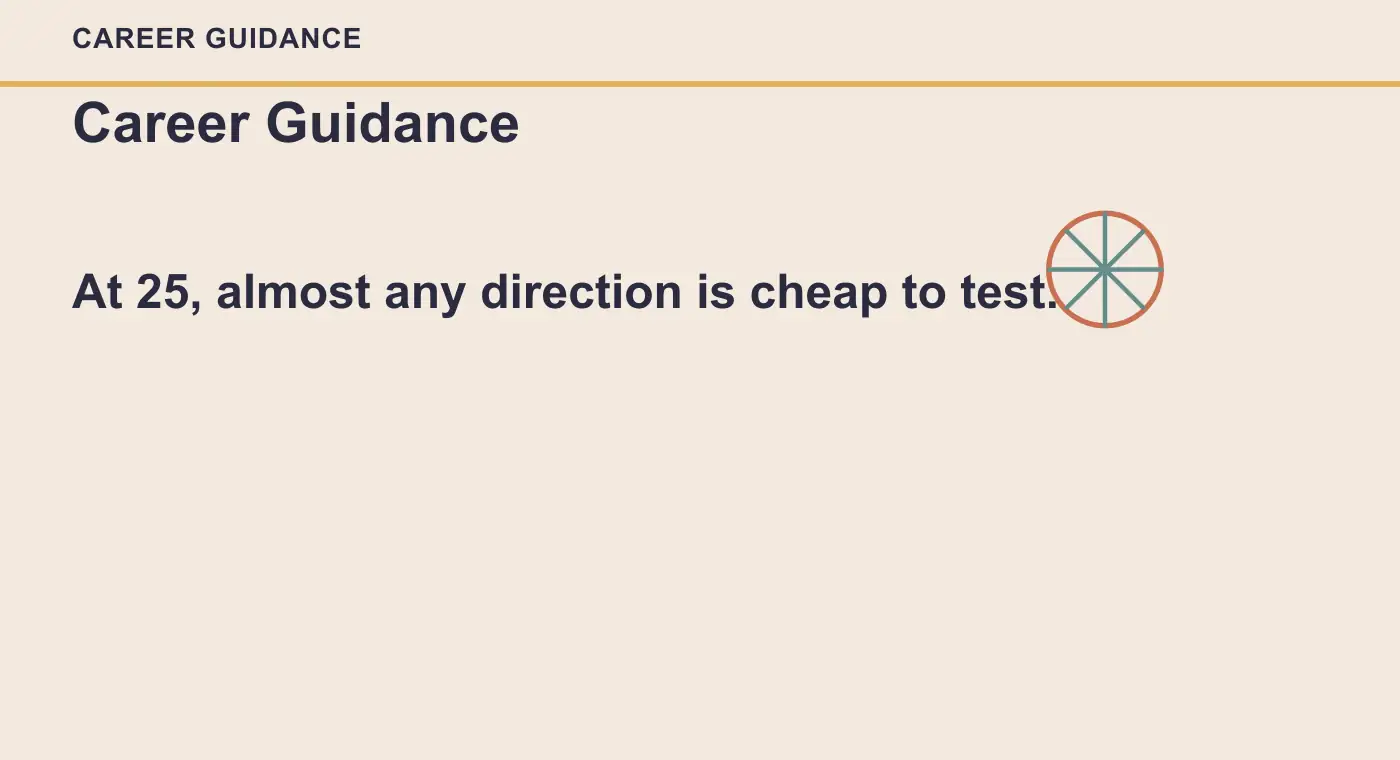 CAREER GUIDANCE
Career Guidance
At 25, almost any direction is cheap to test.